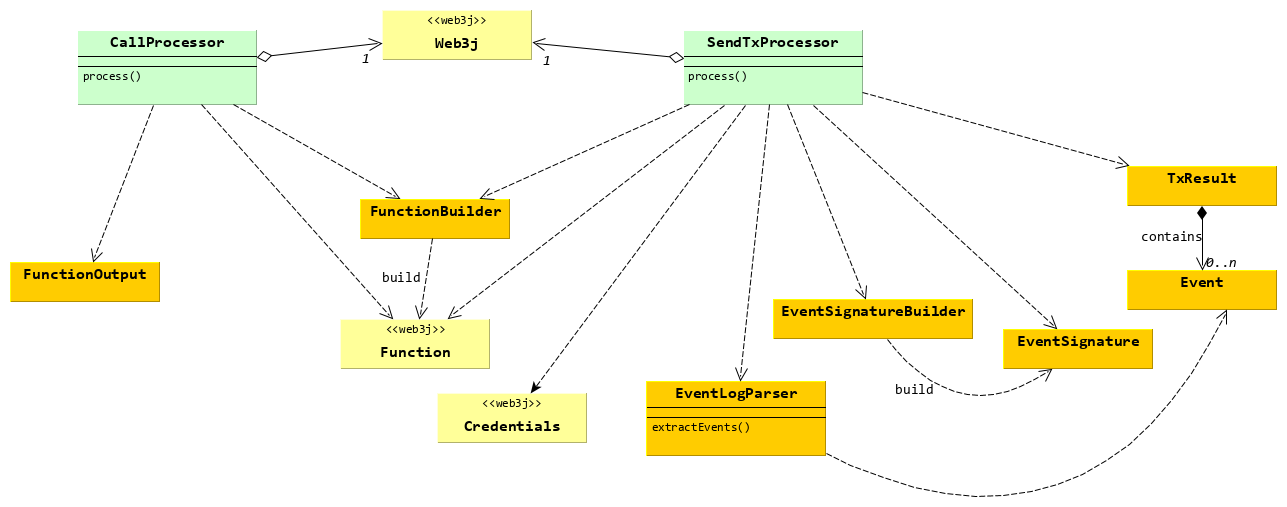 <<web3j>>
Web3j
CallProcessor
process()
1
1
SendTxProcessor
process()
TxResult
contains
0..n
Event
FunctionBuilder
build
FunctionOutput
<<web3j>>
Function
EventSignatureBuilder
build
EventSignature
<<web3j>>
Credentials
EventLogParser
extractEvents()